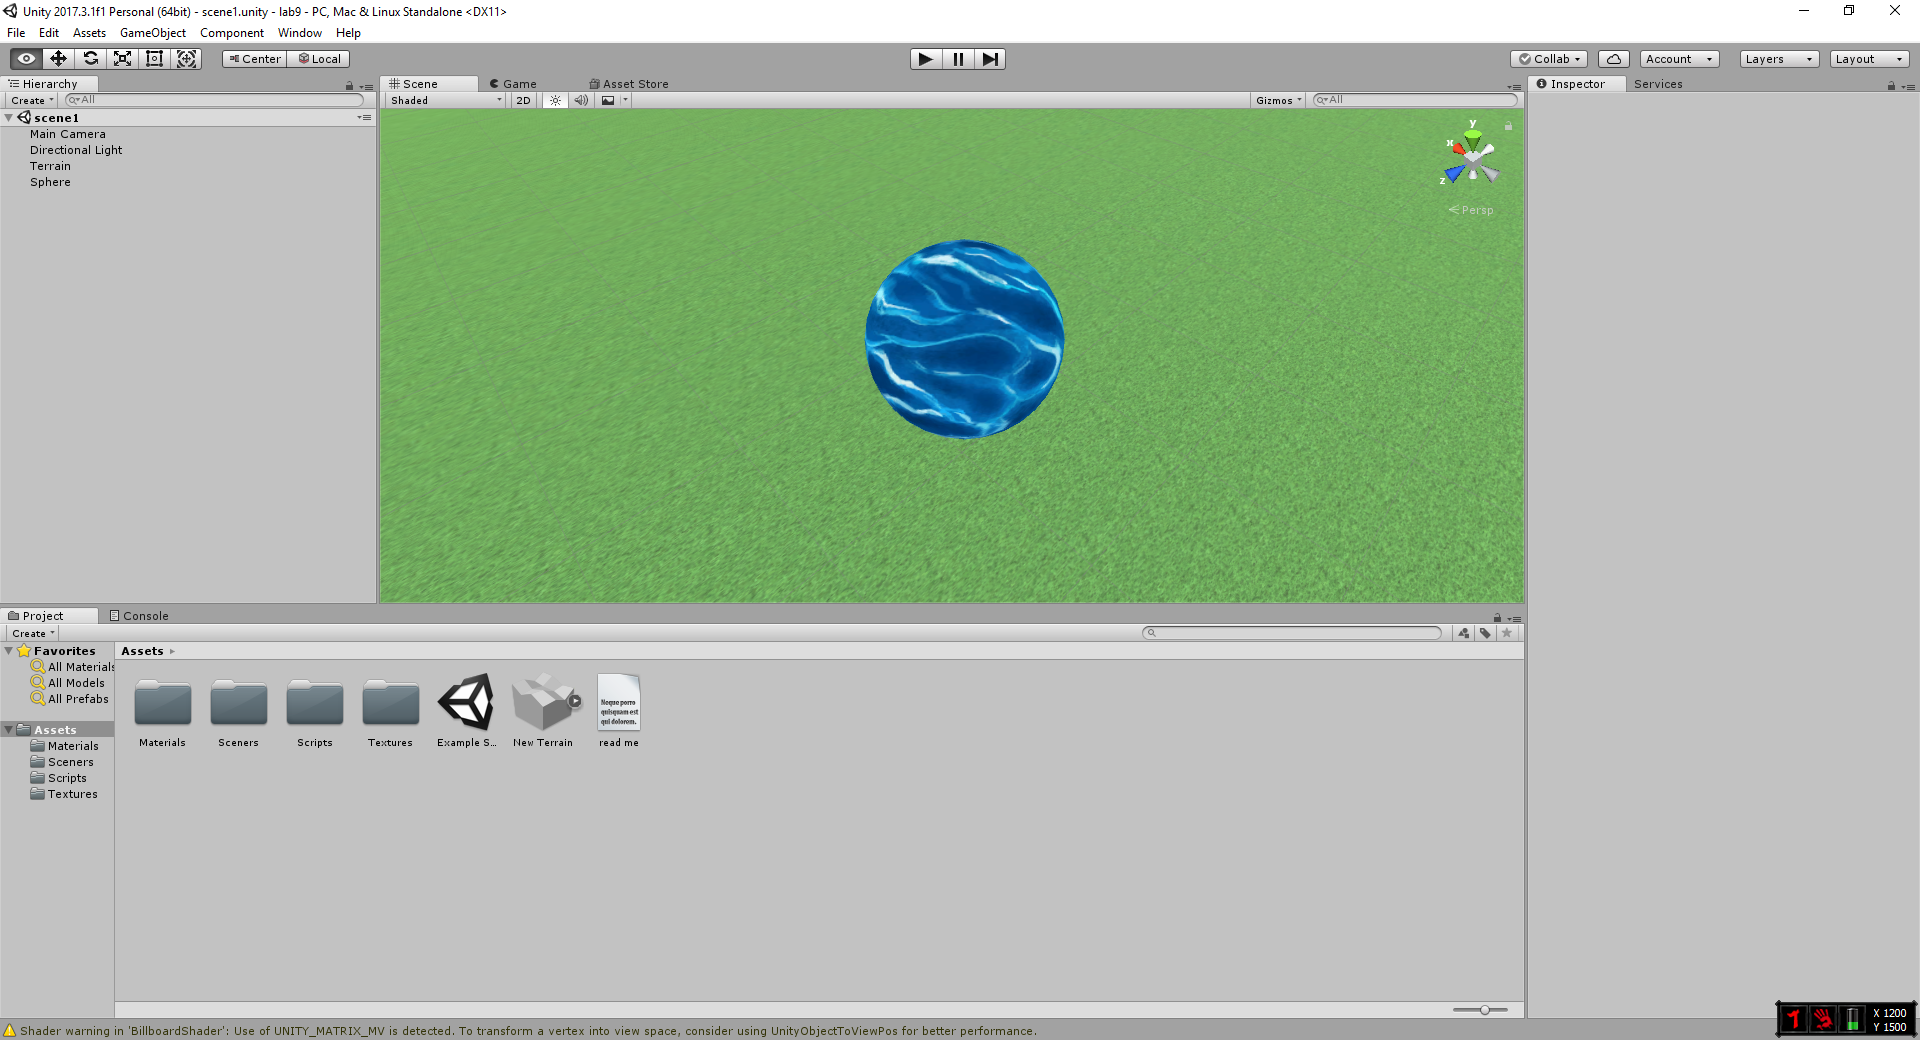 Unity 2017.3.1f1 Personal (64bit) - scene1.unity - lab9 - PC, Mac & Linux Standalone <DX11>
File Edit Assets GameObject Component Window Help
Center Local Collab Account Layers Layout
Hierarchy
Create All
scene1
Main Camera
Directional Light
Terrain
Sphere
Scene Game Asset Store
Shaded 2D Gizmos All
y
x
z
Persp
Inspector Services
Project Console
Create
Favorites
All Materials
All Models
All Prefabs
Assets
Materials
Sceners
Scripts
Textures
Assets
Neque porro
quisquam est
qui dolorem.
Materials Sceners Scripts Textures Example S... New Terrain read me
Shader warning in 'BillboardShader': Use of UNITY_MATRIX_MV is detected. To transform a vertex into view space, consider using UnityObjectToViewPos for better performance.
X 1200
Y 1500